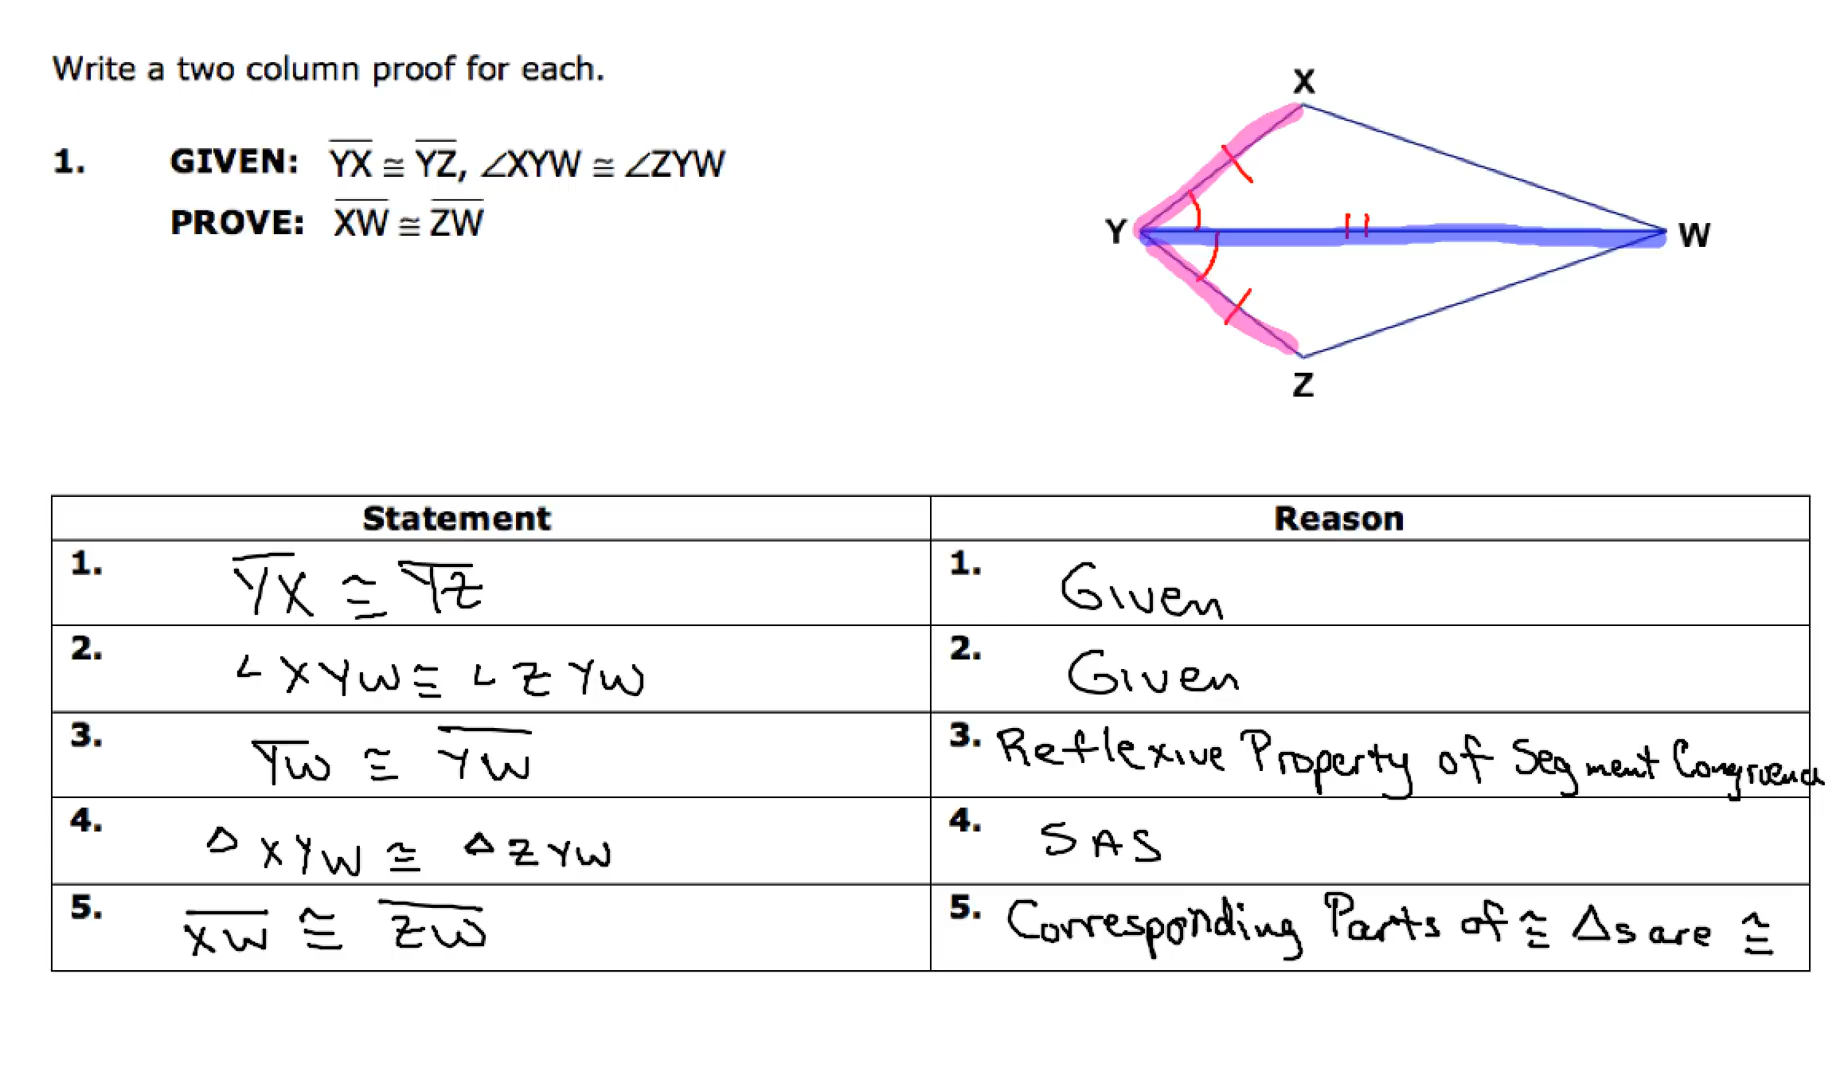 Write a two column proof for each.
1. GIVEN: YX ≅ YZ, ∠XYW ≅ ∠ZYW
PROVE: XW ≅ ZW
X
Y
W
Z
Statement Reason
1. YX ≅ YZ 1. Given
2. ∠XYW ≅ ∠ZYW 2. Given
3. YW ≅ YW 3. Reflexive Property of Segment Congruence
4. △XYW ≅ △ZYW 4. SAS
5. XW ≅ ZW 5. Corresponding Parts of ≅ △s are ≅